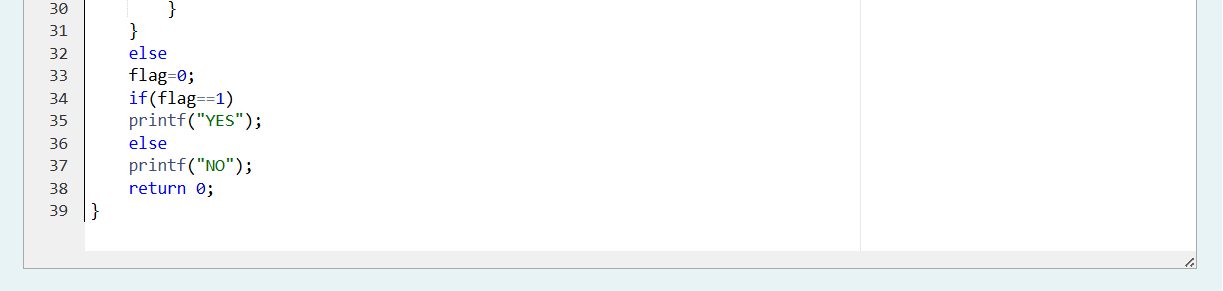 30 }
31 }
32 else
33 flag=0;
34 if(flag==1)
35 printf("YES");
36 else
37 printf("NO");
38 return 0;
39 }